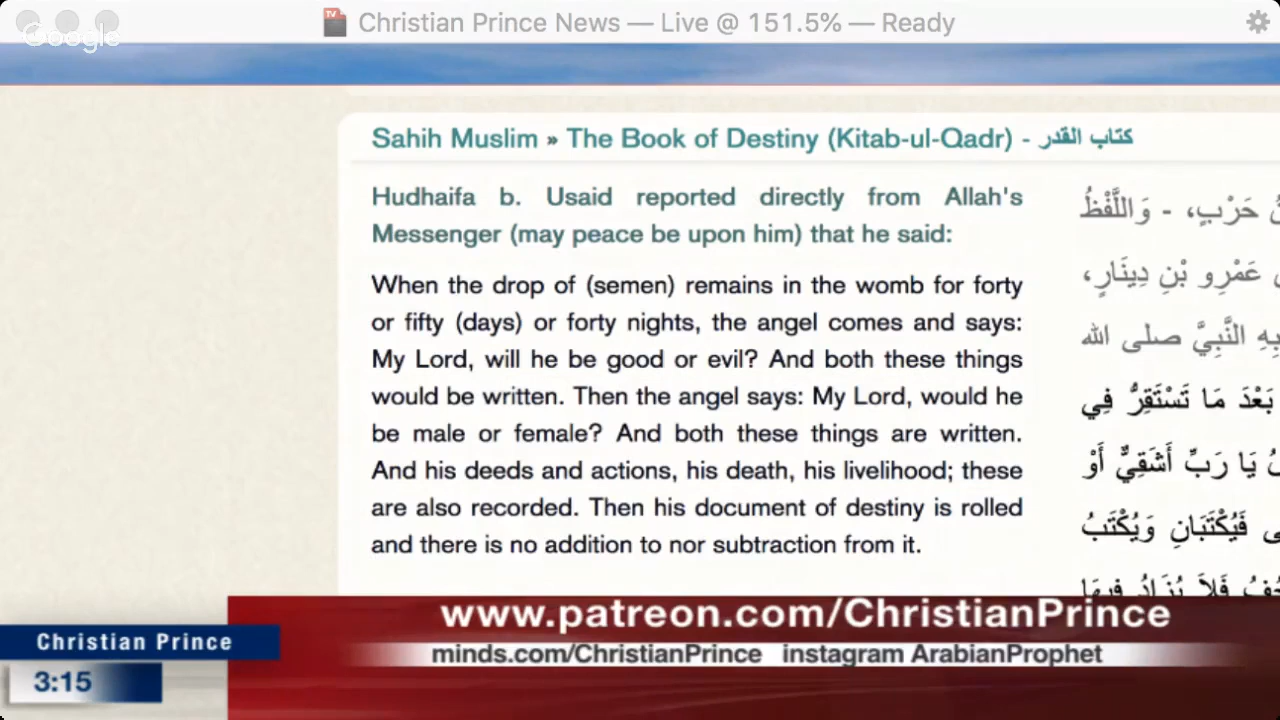 Christian Prince News — Live @ 151.5% — Ready
Google
Sahih Muslim » The Book of Destiny (Kitab-ul-Qadr) - كتاب القدر
Hudhaifa b. Usaid reported directly from Allah's
Messenger (may peace be upon him) that he said:
When the drop of (semen) remains in the womb for forty
or fifty (days) or forty nights, the angel comes and says:
My Lord, will he be good or evil? And both these things
would be written. Then the angel says: My Lord, would he
be male or female? And both these things are written.
And his deeds and actions, his death, his livelihood; these
are also recorded. Then his document of destiny is rolled
and there is no addition to nor subtraction from it.
حَرْبٍ، - وَاللَّفْظُ
عَمْرِو بْنِ دِينَارٍ،
النَّبِيَّ صلى الله
بَعْدَ مَا تَسْتَقِرُّ فِي
يَا رَبِّ أَشَقِيٌّ أَوْ
فَيُكْتَبَانِ وَيُكْتَبُ
فَلاَ يُزَادُ فِيهَا
www.patreon.com/ChristianPrince
minds.com/ChristianPrince instagram ArabianProphet
Christian Prince
3:15